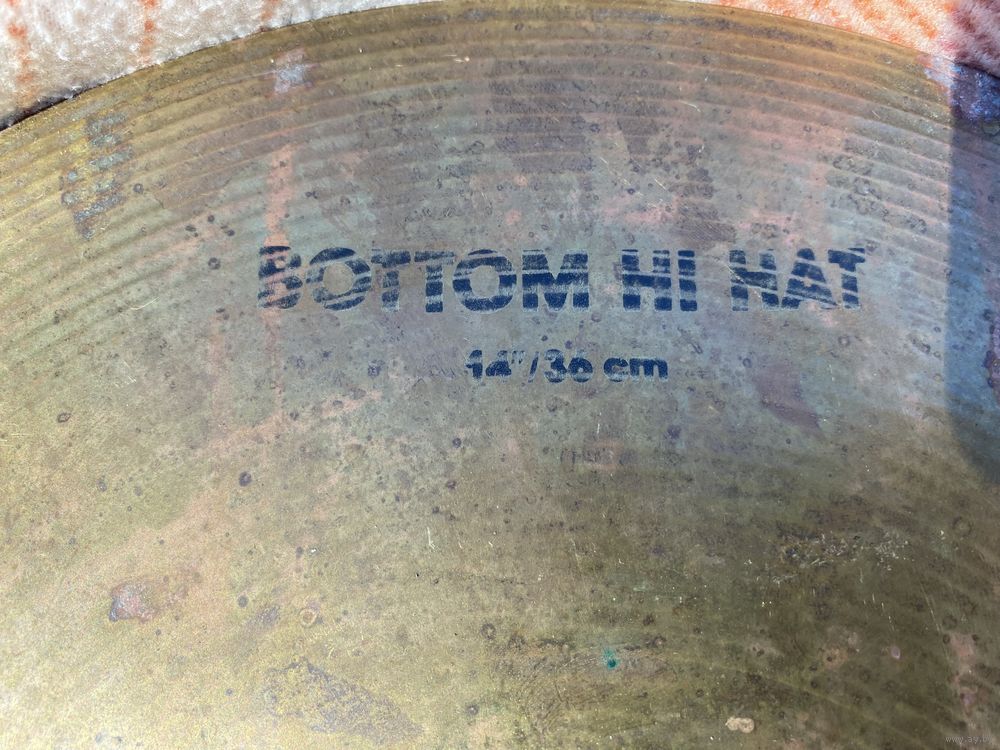 BOTTOM HI HAT
14"/36 cm